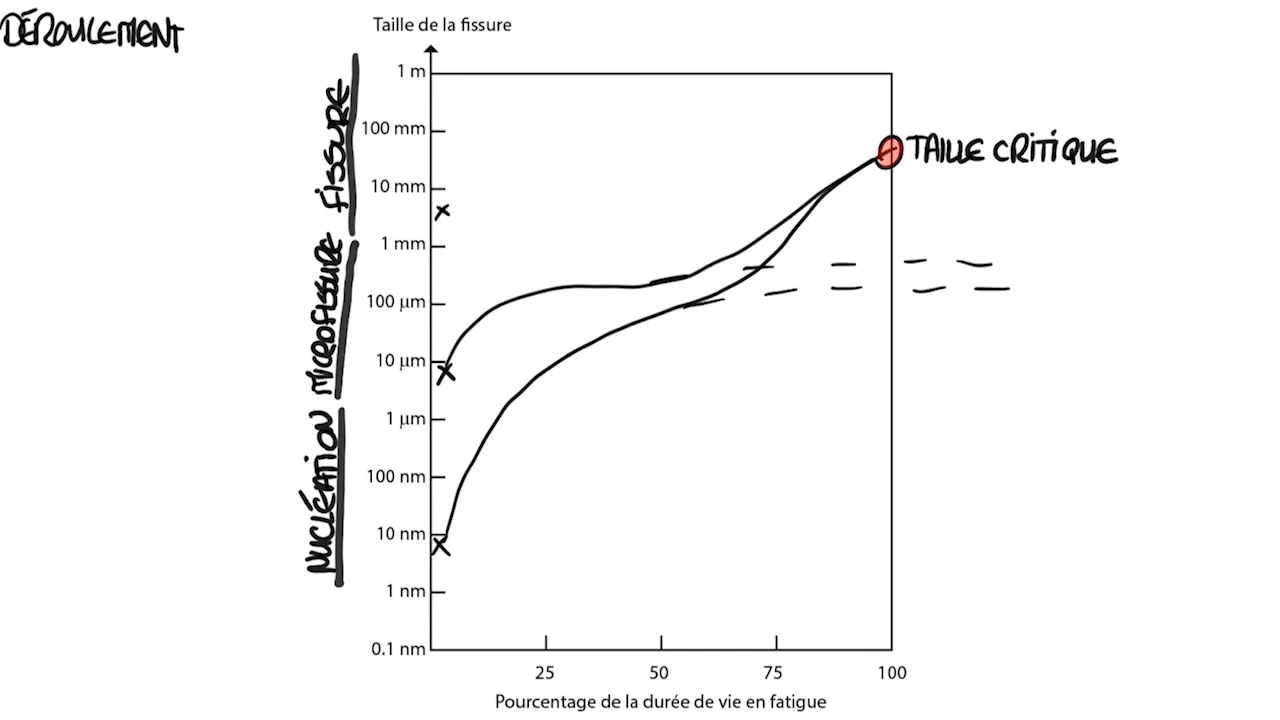 DÉROULEMENT
Taille de la fissure
1 m
100 mm
10 mm
1 mm
100 µm
10 µm
1 µm
100 nm
10 nm
1 nm
0.1 nm
FISSURE
MICROFISSURE
NUCLÉATION
TAILLE CRITIQUE
25 50 75 100
Pourcentage de la durée de vie en fatigue